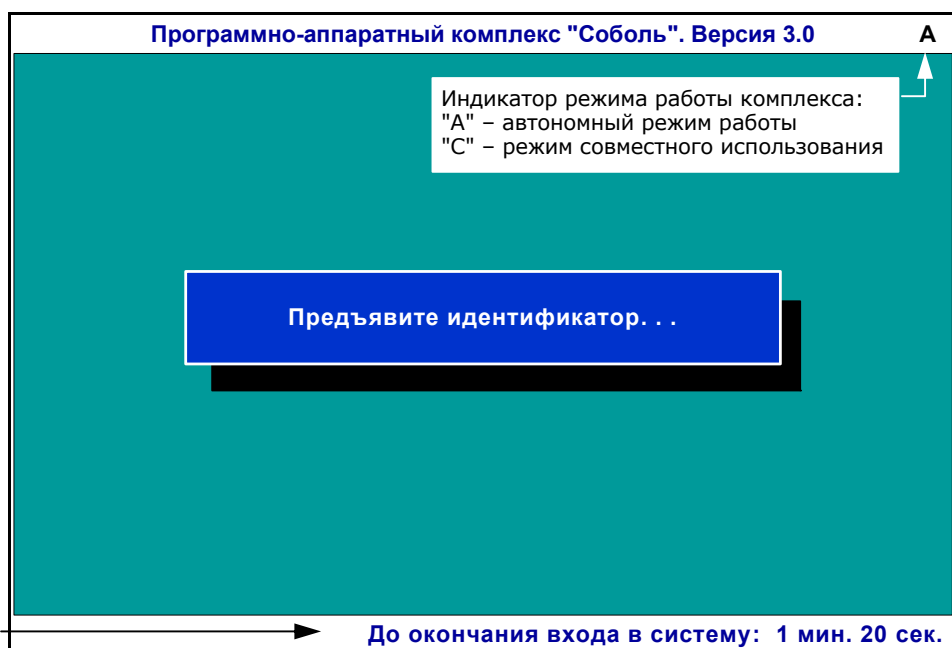 Программно-аппаратный комплекс "Соболь". Версия 3.0 А
Индикатор режима работы комплекса:
"А" – автономный режим работы
"С" – режим совместного использования
Предъявите идентификатор. . .
До окончания входа в систему: 1 мин. 20 сек.